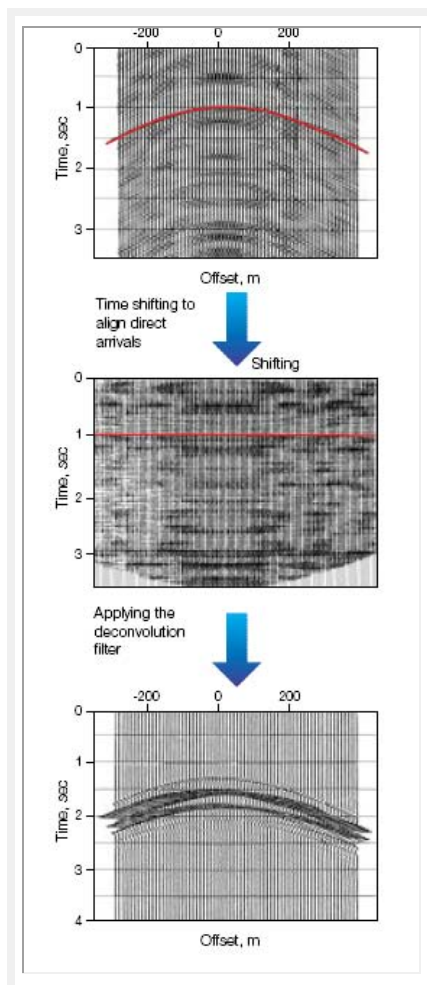 -200 0 200
0
1
2
3
Time, sec
Offset, m
Time shifting to
align direct
arrivals
Shifting
0
1
2
3
Time, sec
Applying the
deconvolution
filter
-200 0 200
0
1
2
3
4
Time, sec
Offset, m